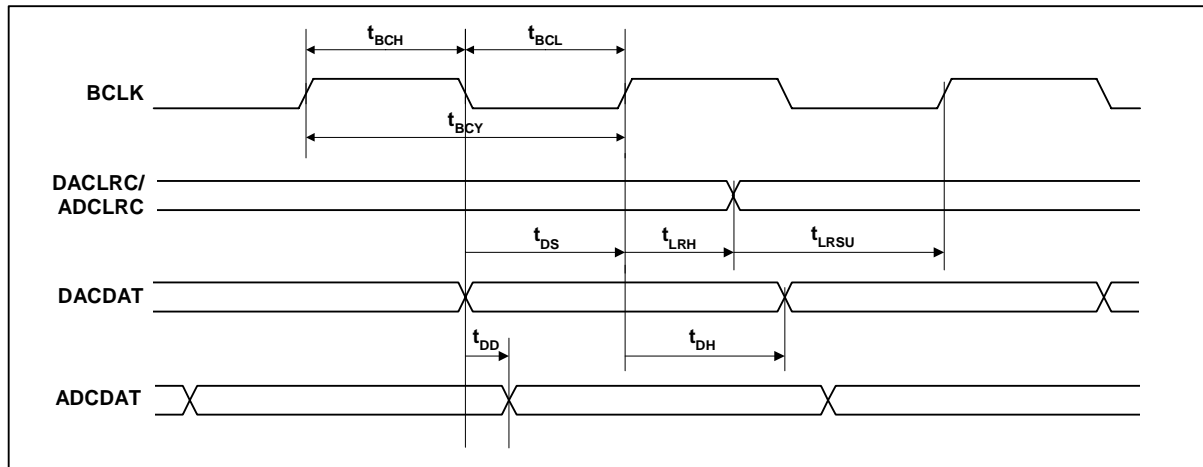 tBCH
tBCL
BCLK
tBCY
DACLRC/
ADCLRC
tDS
tLRH
tLRSU
DACDAT
tDD
tDH
ADCDAT